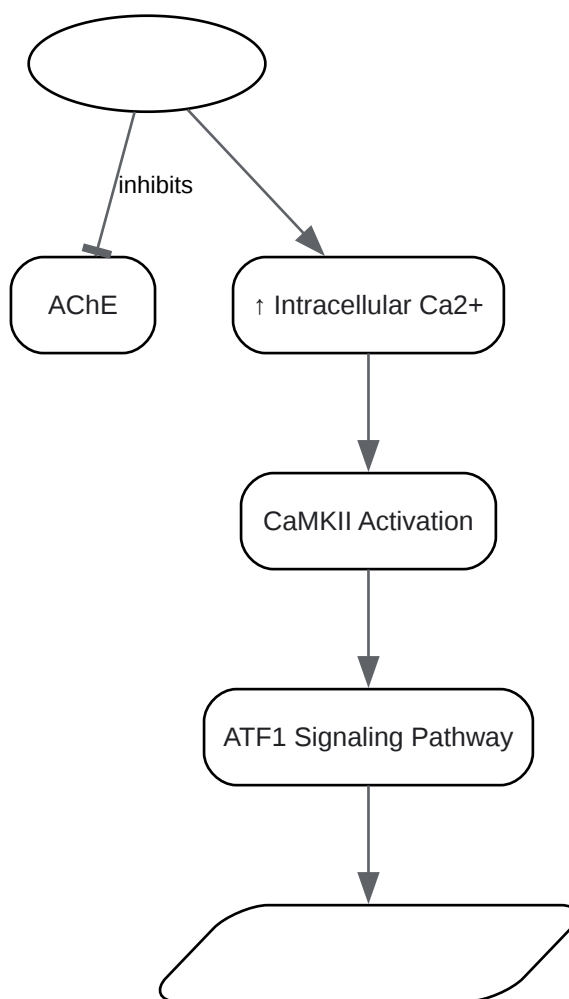 inhibits
AChE
↑ Intracellular Ca2+
CaMKII Activation
ATF1 Signaling Pathway